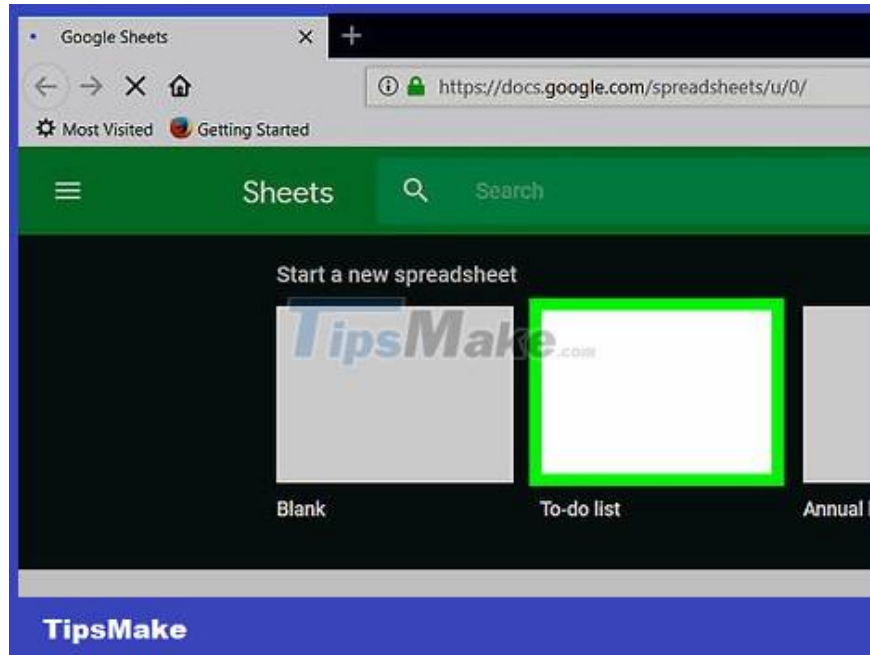 Google Sheets
https://docs.google.com/spreadsheets/u/0/
Most Visited Getting Started
Sheets Search
Start a new spreadsheet
TipsMake.com
Blank To-do list Annual
TipsMake